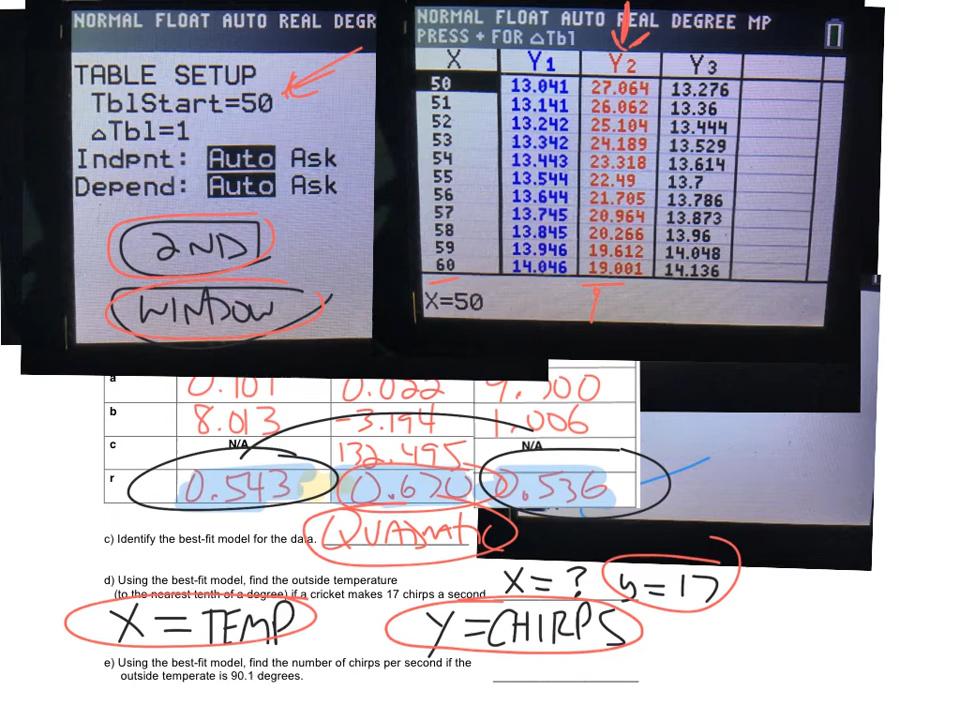 NORMAL FLOAT AUTO REAL DEGR
TABLE SETUP
TblStart=50
△Tbl=1
Indpnt: Auto Ask
Depend: Auto Ask
2ND
WINDOW
NORMAL FLOAT AUTO REAL DEGREE MP
PRESS + FOR △Tbl
X Y1 Y2 Y3
50 13.041 27.064 13.276
51 13.141 26.062 13.36
52 13.242 25.104 13.444
53 13.342 24.189 13.529
54 13.443 23.318 13.614
55 13.544 22.49 13.7
56 13.644 21.705 13.786
57 13.745 20.964 13.873
58 13.845 20.266 13.96
59 13.946 19.612 14.048
60 14.046 19.001 14.136
X=50
a 0.101 0.022
b 8.013 -3.194 1.006
c N/A 132.495 N/A
r 0.543 0.670 0.536
c) Identify the best-fit model for the data. QUADRATIC
d) Using the best-fit model, find the outside temperature
(to the nearest tenth of a degree) if a cricket makes 17 chirps a second
X=? y=17
X=TEMP Y=CHIRPS
e) Using the best-fit model, find the number of chirps per second if the
outside temperate is 90.1 degrees.